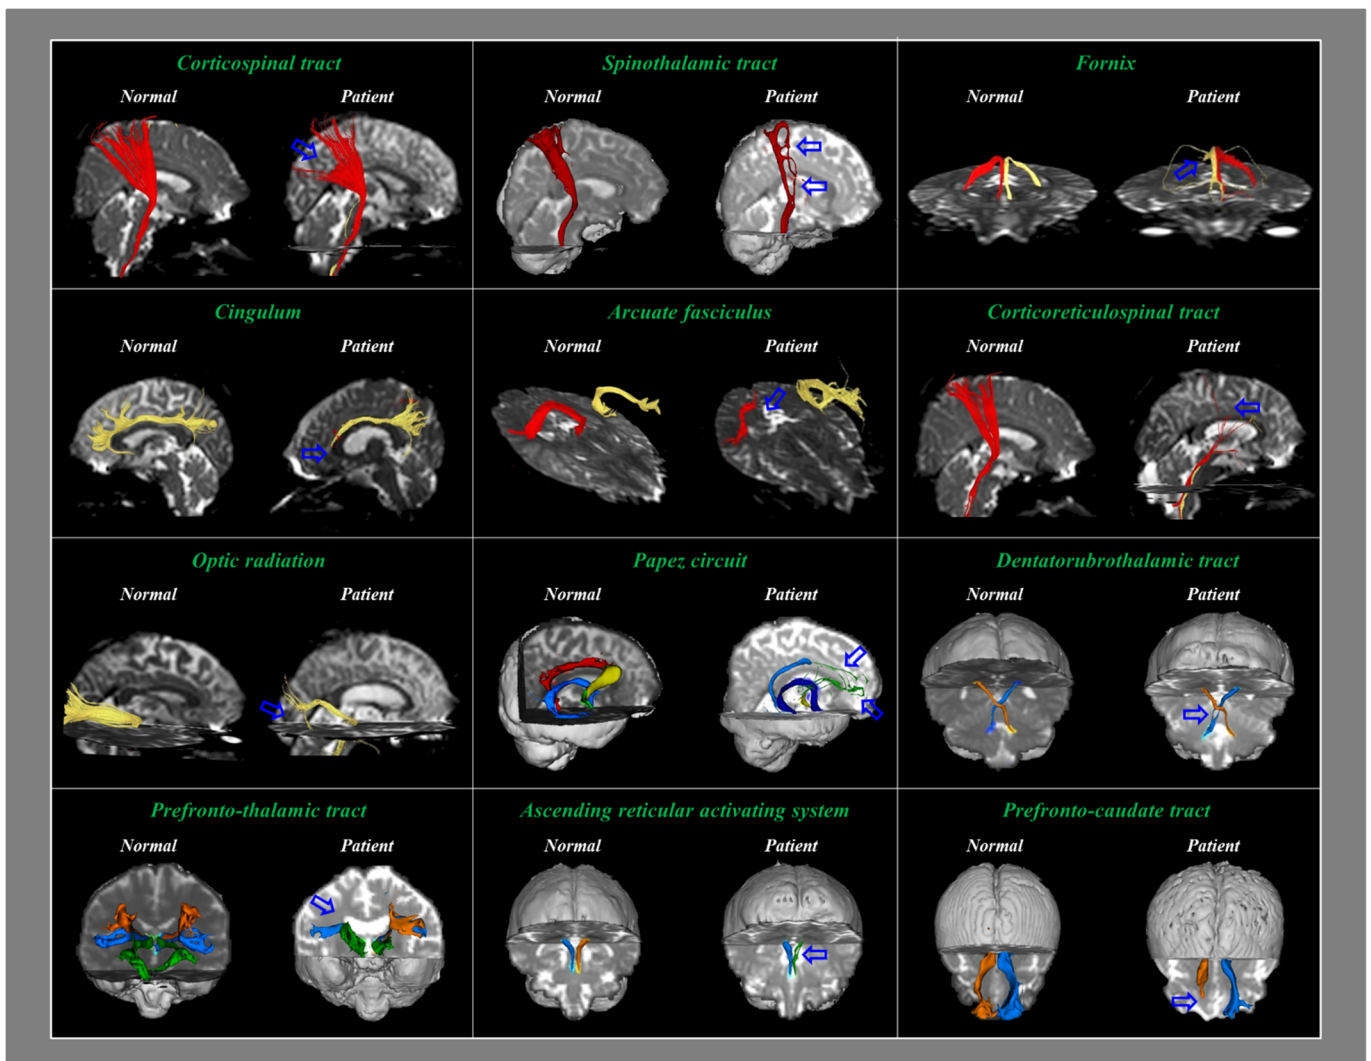 Corticospinal tract
Normal Patient
Spinothalamic tract
Normal Patient
Fornix
Normal Patient
Cingulum
Normal Patient
Arcuate fasciculus
Normal Patient
Corticoreticulospinal tract
Normal Patient
Optic radiation
Normal Patient
Papez circuit
Normal Patient
Dentatorubrothalamic tract
Normal Patient
Prefronto-thalamic tract
Normal Patient
Ascending reticular activating system
Normal Patient
Prefronto-caudate tract
Normal Patient